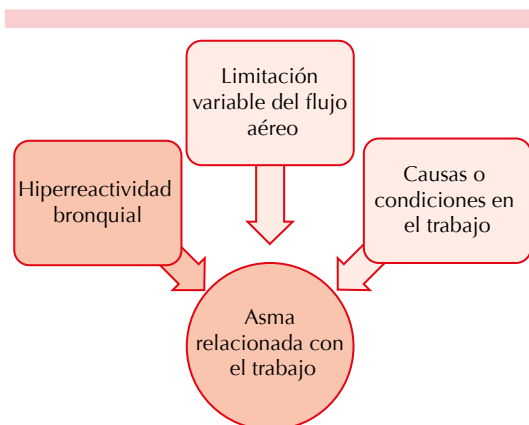 Limitación
variable del flujo
aéreo
Hiperreactividad
bronquial
Causas o
condiciones en
el trabajo
Asma
relacionada con
el trabajo